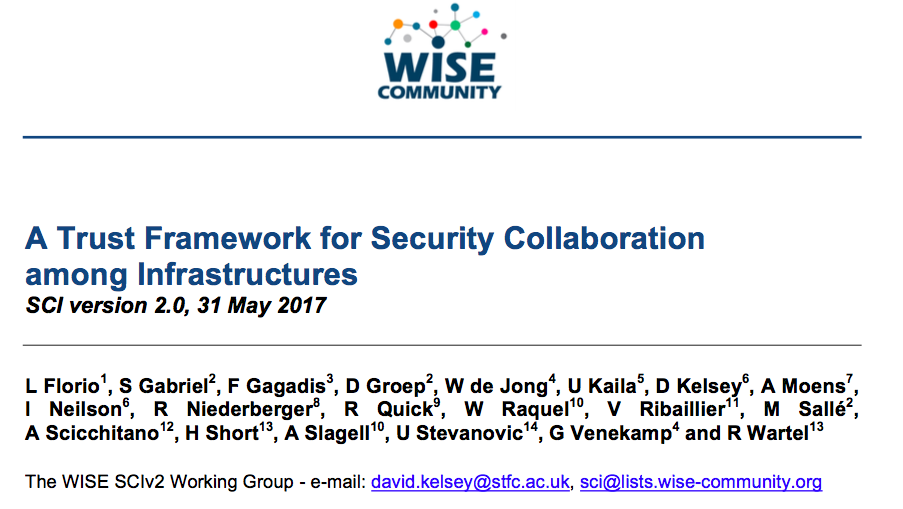 WISE
COMMUNITY
A Trust Framework for Security Collaboration
among Infrastructures
SCI version 2.0, 31 May 2017
L Florio1, S Gabriel2, F Gagadis3, D Groep2, W de Jong4, U Kaila5, D Kelsey6, A Moens7,
I Neilson6, R Niederberger8, R Quick9, W Raquel10, V Ribaillier11, M Sallé2,
A Scicchitano12, H Short13, A Slagell10, U Stevanovic14, G Venekamp4 and R Wartel13
The WISE SCIv2 Working Group - e-mail: david.kelsey@stfc.ac.uk, sci@lists.wise-community.org